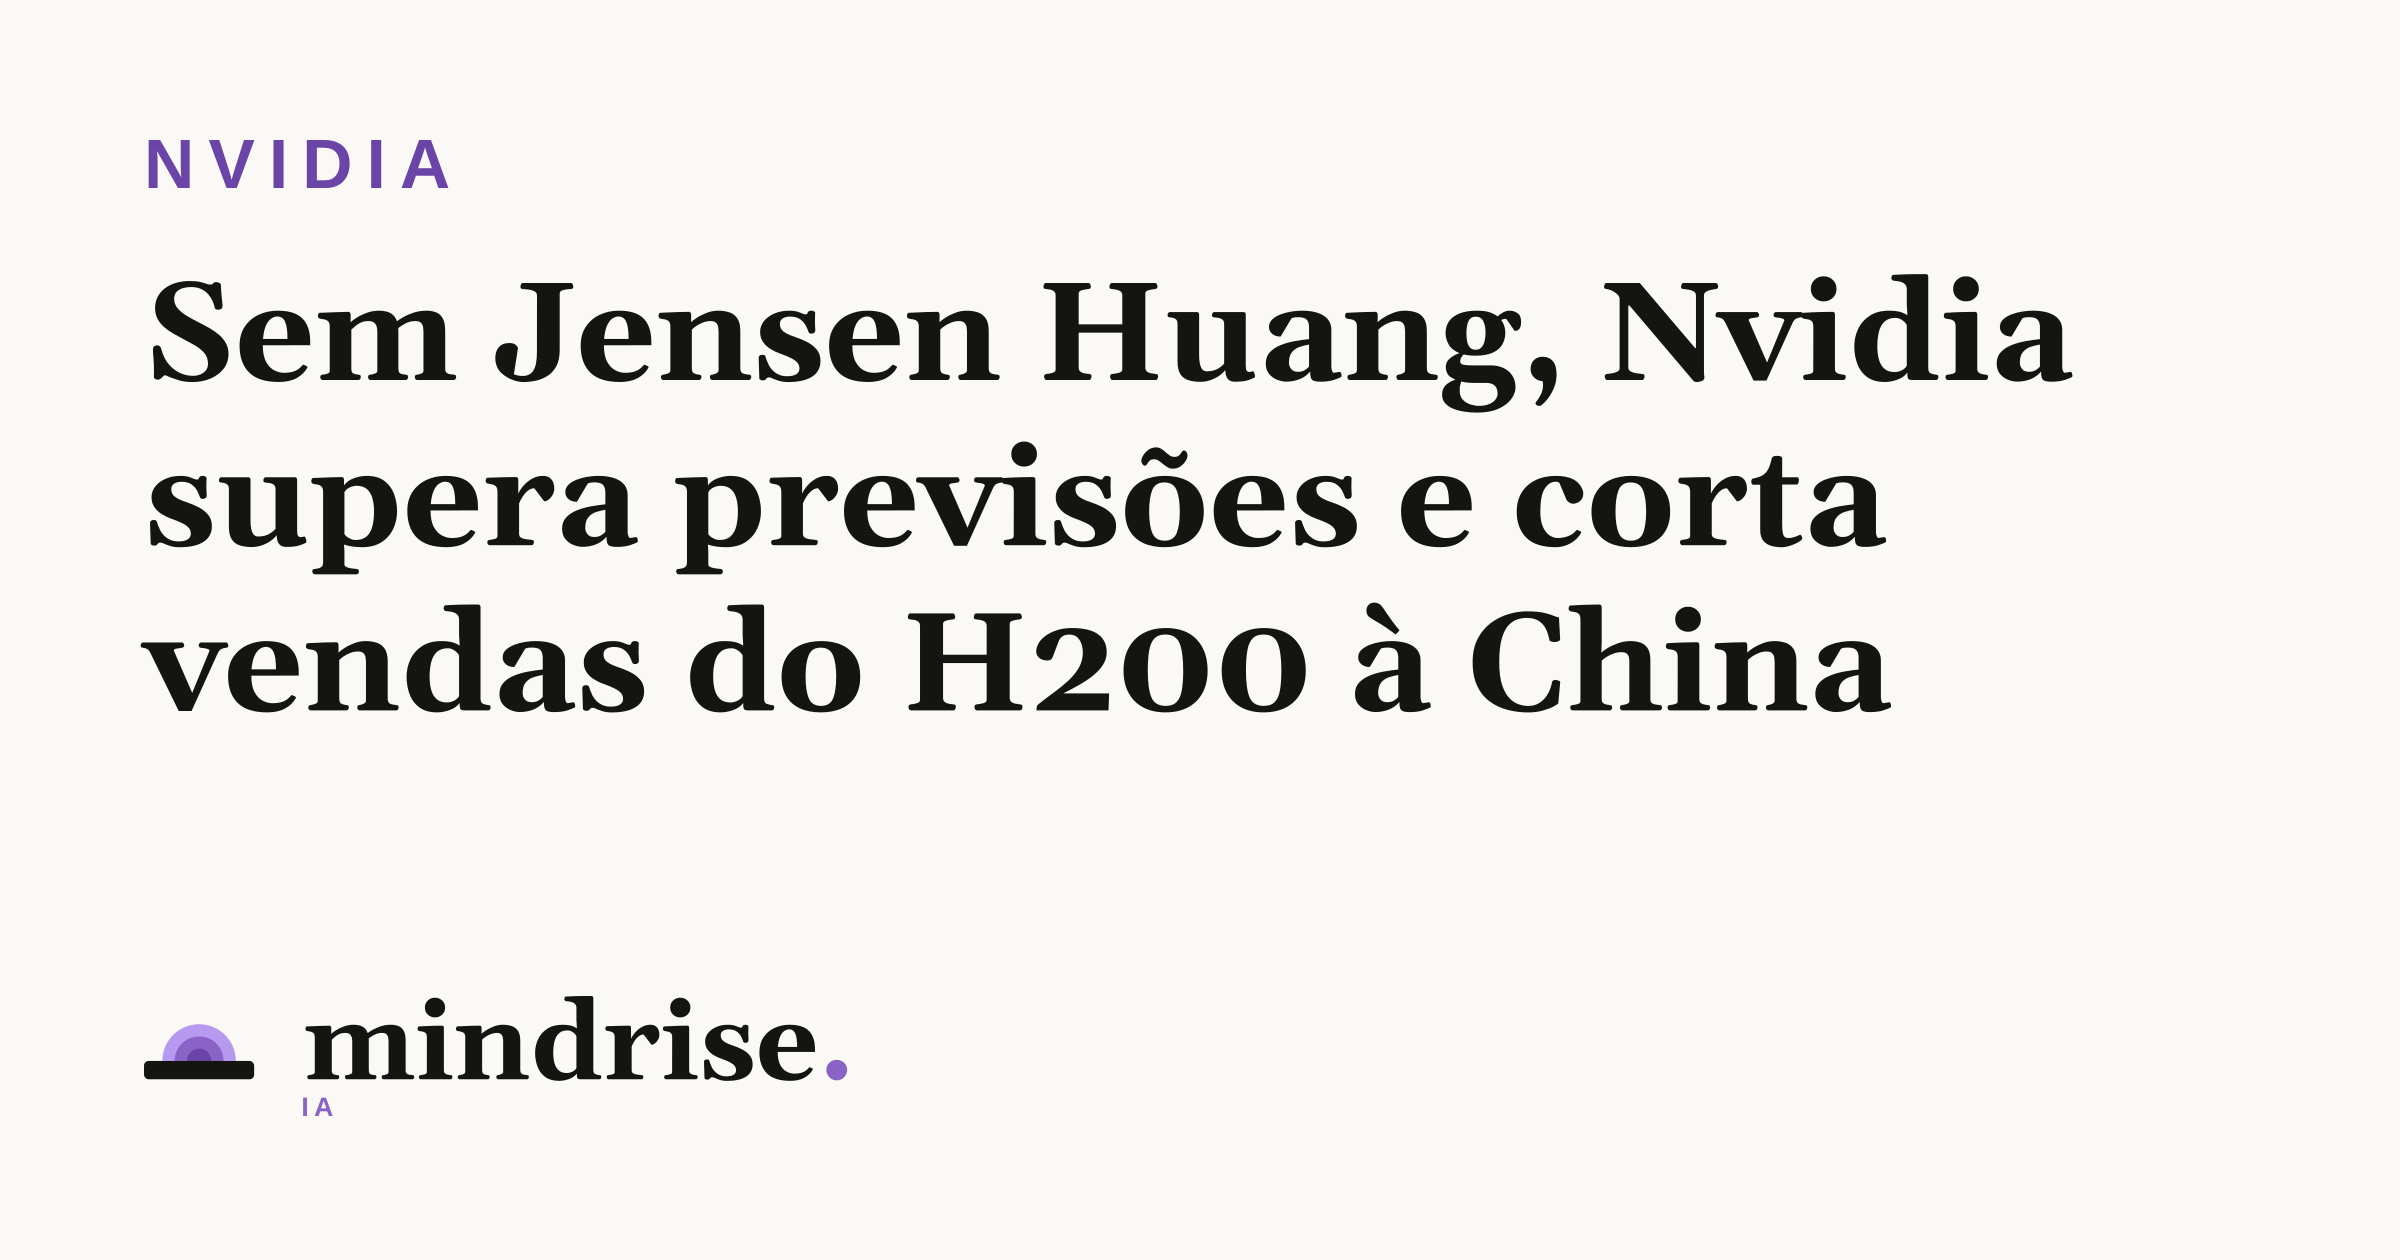 NVIDIA
Sem Jensen Huang, Nvidia
supera previsões e corta
vendas do H200 à China
mindrise.
IA